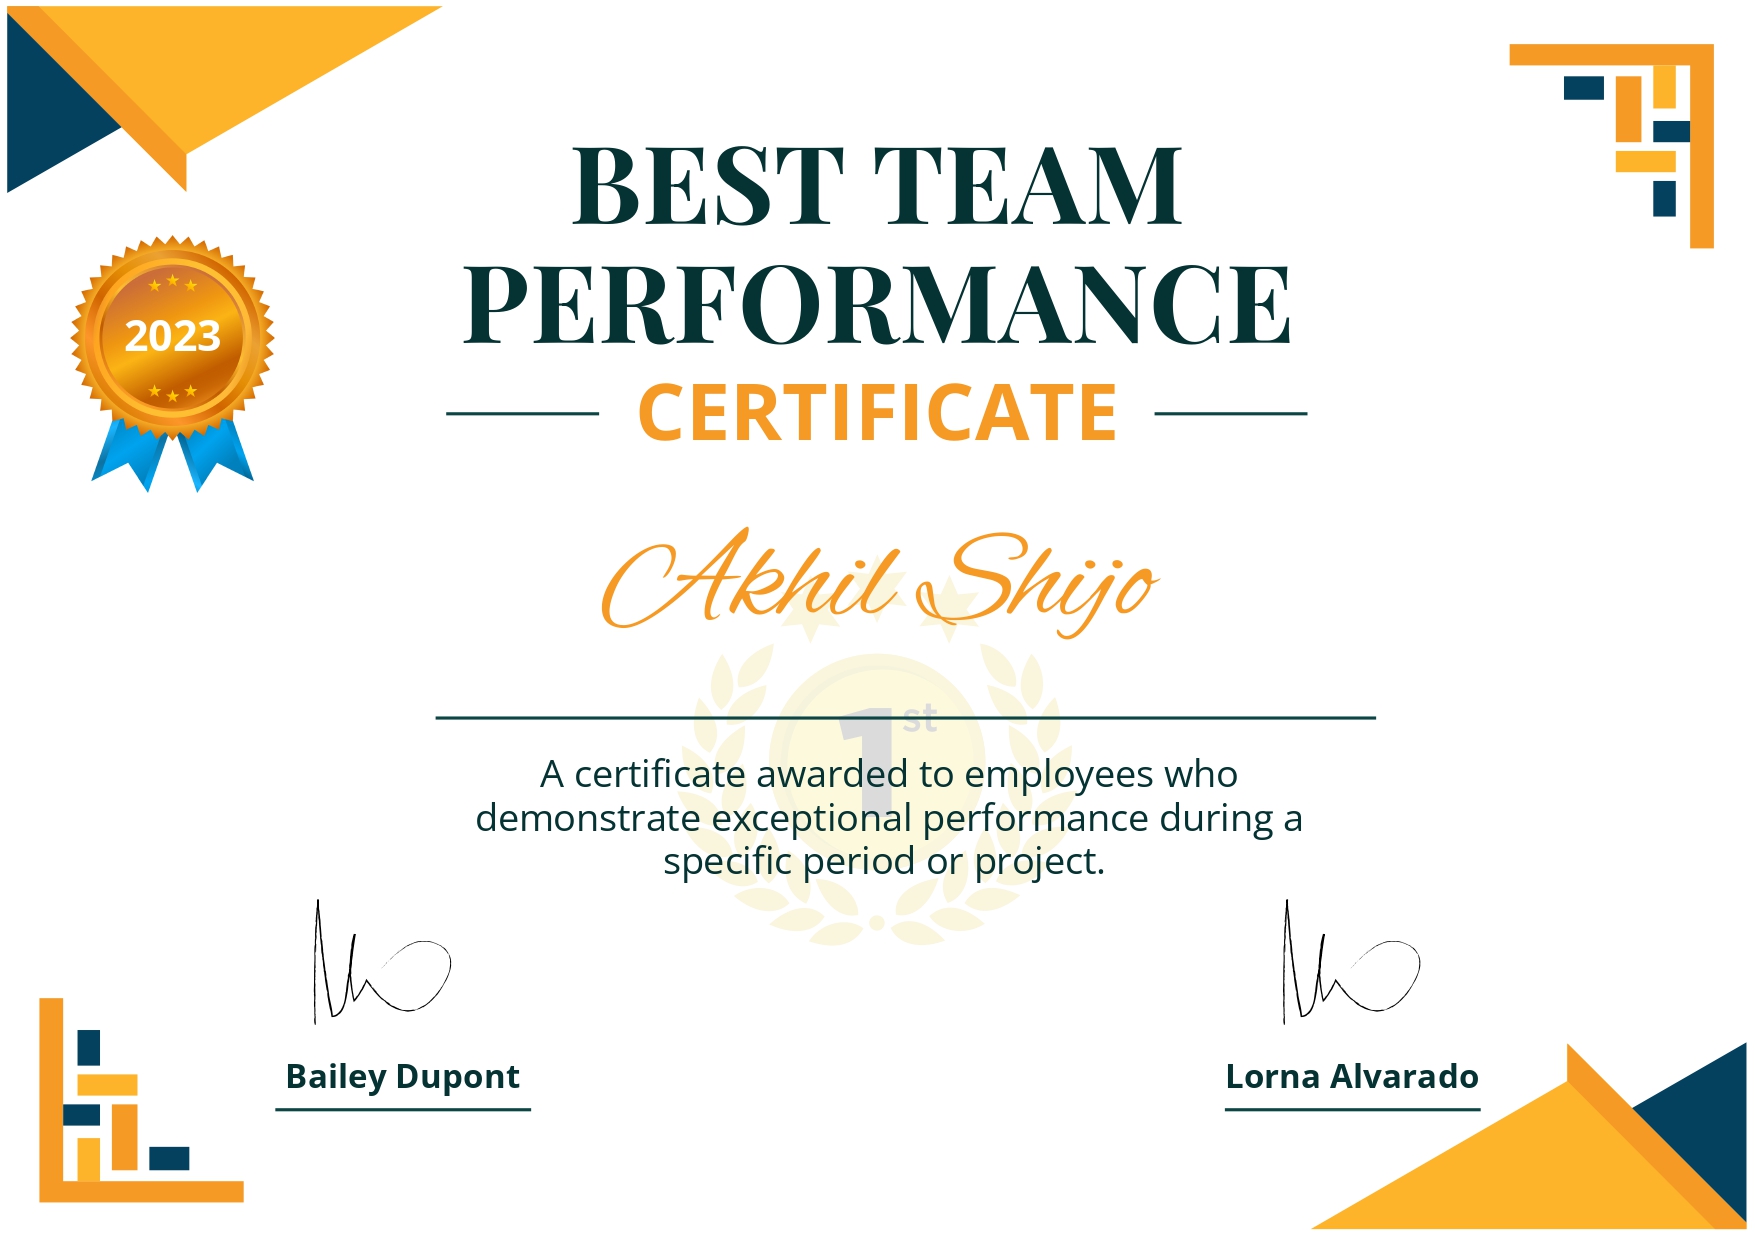 BEST TEAM
PERFORMANCE
CERTIFICATE
2023
Akhil Shijo
1st
A certificate awarded to employees who
demonstrate exceptional performance during a
specific period or project.
Bailey Dupont
Lorna Alvarado